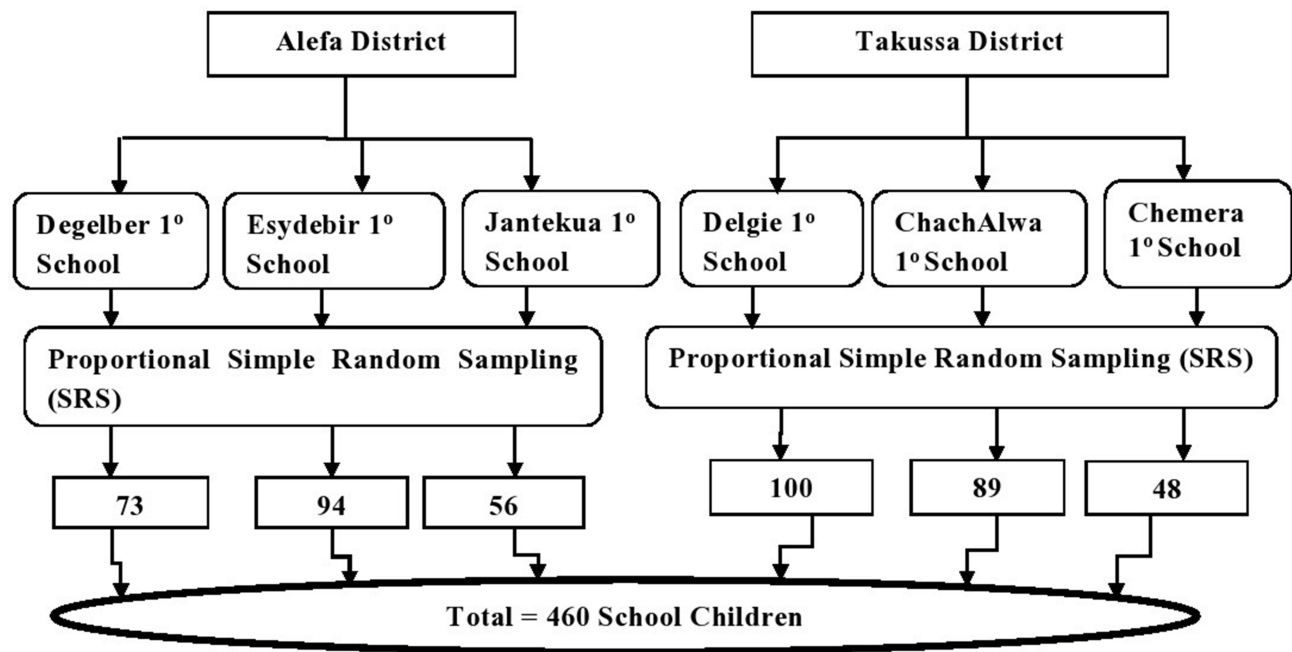 Alefa District
Takussa District
Degelber 1º
School
Esydebir 1º
School
Jantekua 1º
School
Delgie 1º
School
ChachAlwa
1º School
Chemera
1º School
Proportional Simple Random Sampling
(SRS)
Proportional Simple Random Sampling (SRS)
73
94
56
100
89
48
Total = 460 School Children